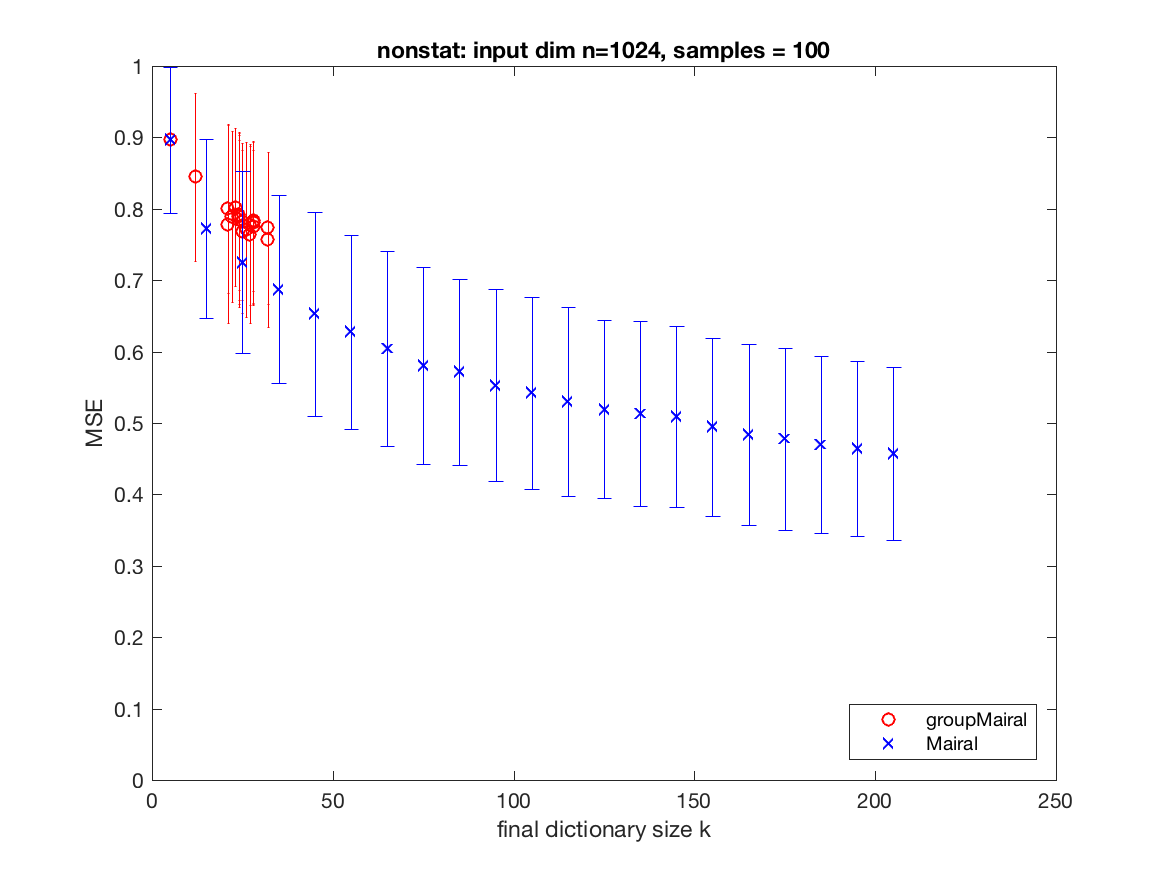 nonstat: input dim n=1024, samples = 100
1
0.9
0.8
0.7
0.6
0.5
0.4
0.3
0.2
0.1
0
MSE
groupMairal
Mairal
0 50 100 150 200 250
final dictionary size k